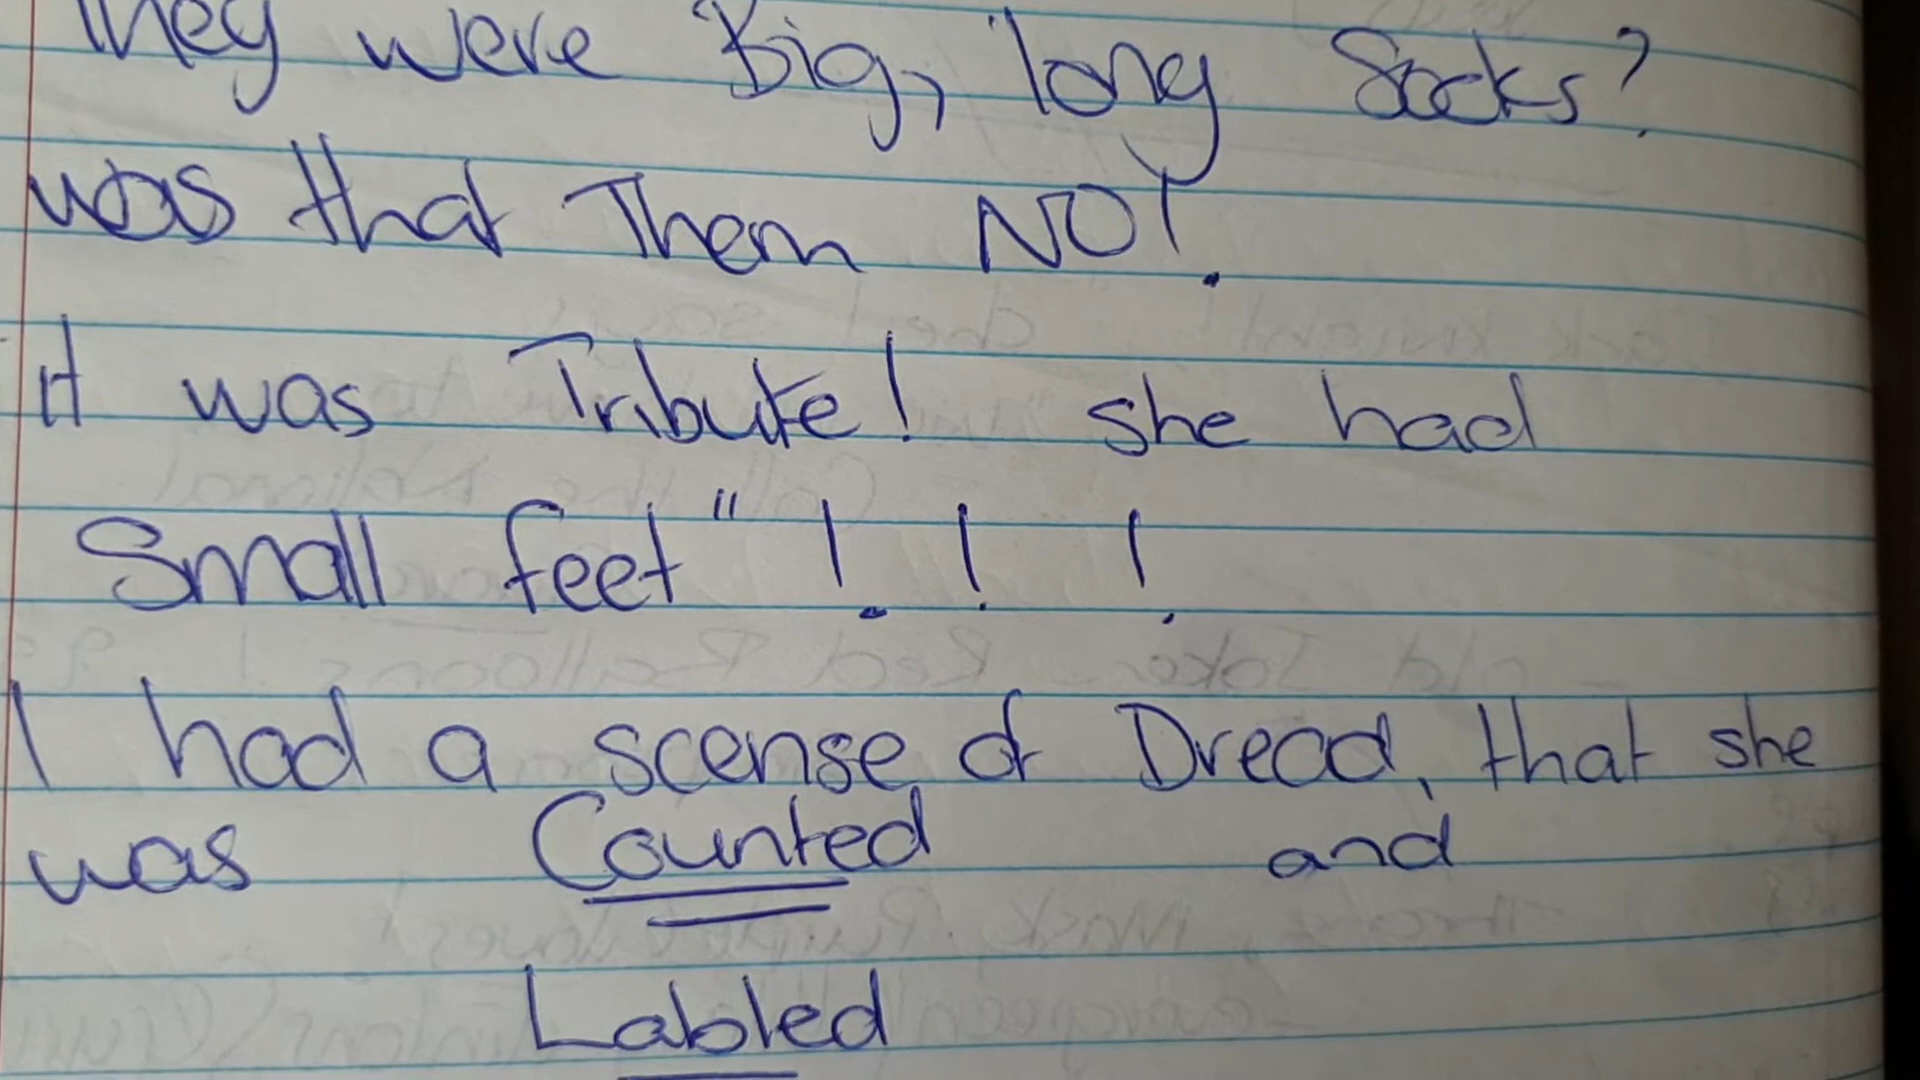 They were Big, long Socks?
was that Them NO!
it was Tribute! she had
Small feet" ! ! !
I had a scense of Dread, that she
was Counted and
Labled